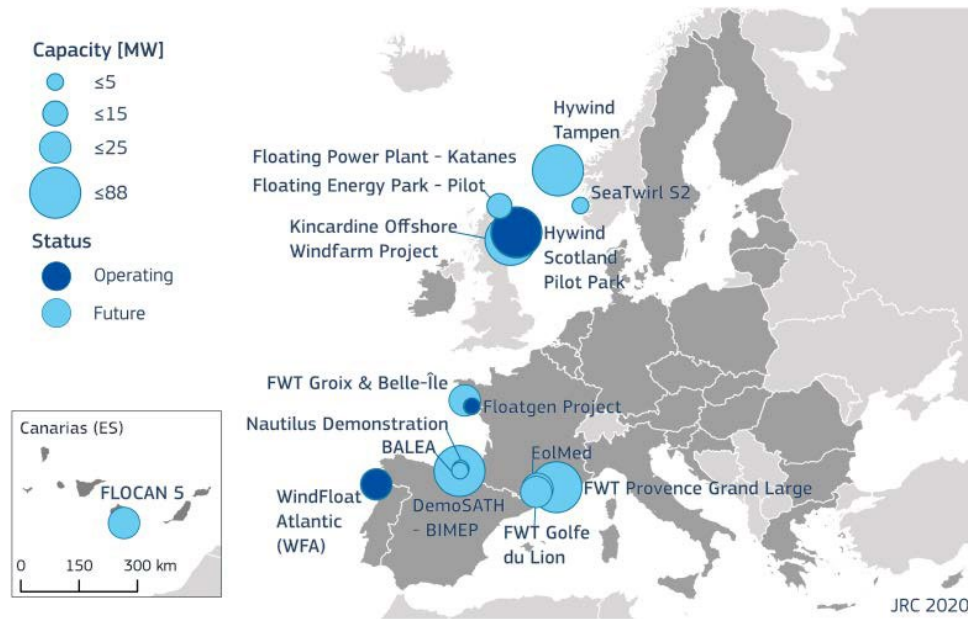 Capacity [MW]
≤5
≤15
≤25
≤88
Status
Operating
Future
Hywind
Tampen
Floating Power Plant - Katanes
Floating Energy Park - Pilot
SeaTwirl S2
Kincardine Offshore
Windfarm Project
Hywind
Scotland
Pilot Park
FWT Groix & Belle-Île
Floatgen Project
Nautilus Demonstration
BALEA
EolMed
WindFloat
Atlantic
(WFA)
DemoSATH
- BIMEP
FWT Provence Grand Large
FWT Golfe
du Lion
Canarias (ES)
FLOCAN 5
0 150 300 km
JRC 2020